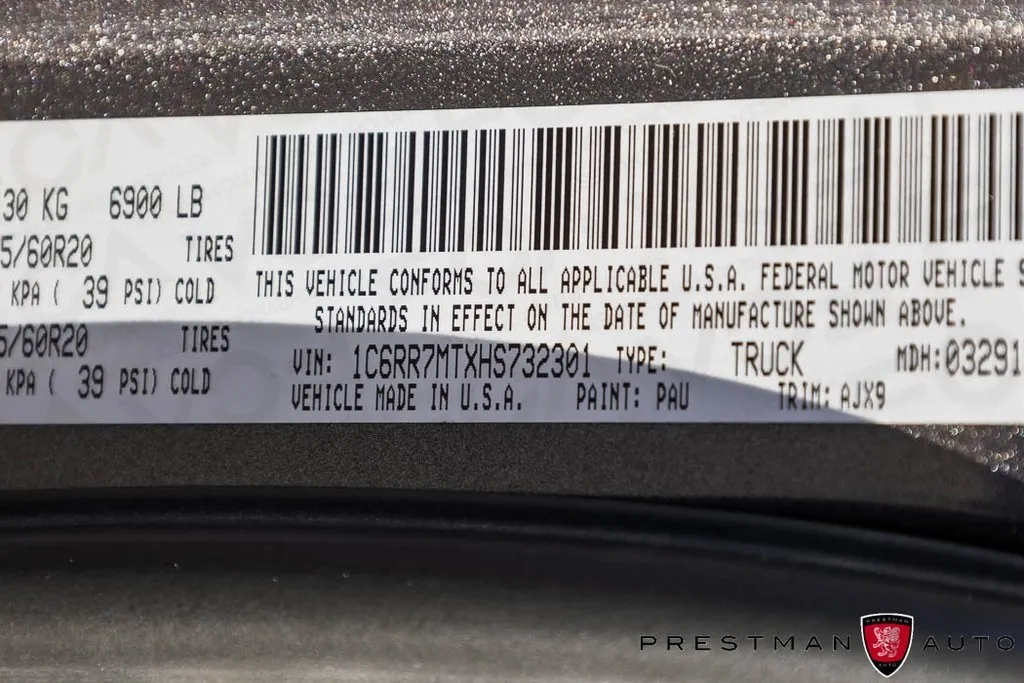 30 KG 6900 LB
5/60R20 TIRES
KPA ( 39 PSI) COLD
5/60R20 TIRES
KPA ( 39 PSI) COLD
THIS VEHICLE CONFORMS TO ALL APPLICABLE U.S.A. FEDERAL MOTOR VEHICLE S
STANDARDS IN EFFECT ON THE DATE OF MANUFACTURE SHOWN ABOVE.
VIN: 1C6RR7MTXHS732301 TYPE: TRUCK MDH:03291
VEHICLE MADE IN U.S.A. PAINT: PAU TRIM: AJX9
PRESTMAN AUTO
PRESTMAN
AUTO